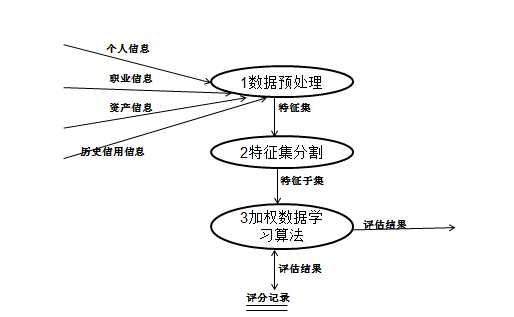 个人信息
职业信息
1数据预处理
资产信息
特征集
历史信用信息
2特征集分割
特征子集
3加权数据学
习算法
评估结果
评估结果
评分记录